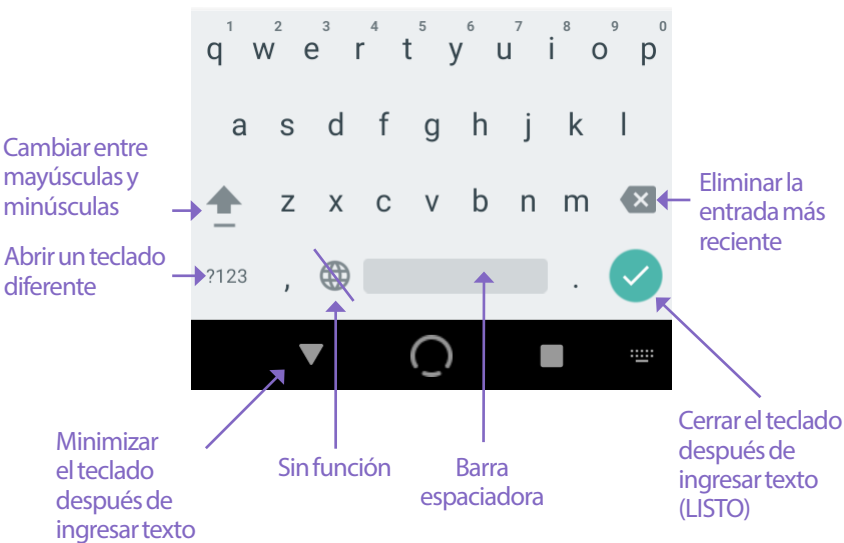 1 2 3 4 5 6 7 8 9 0
q w e r t y u i o p
a s d f g h j k l
Cambiar entre
mayúsculas y
minúsculas
z x c v b n m
Eliminar la
entrada más
reciente
Abrir un teclado
diferente
?123 , .
Minimizar
el teclado
después de
ingresar texto
Sin función
Barra
espaciadora
Cerrar el teclado
después de
ingresar texto
(LISTO)